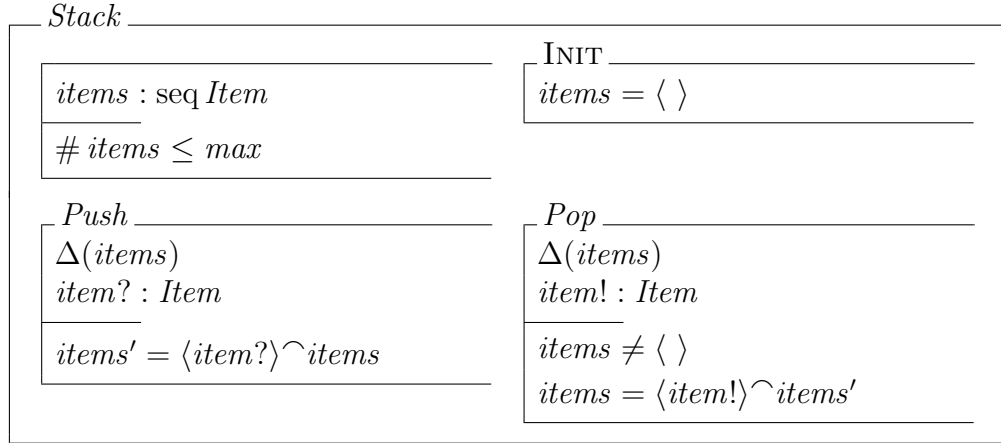 Stack
items : seq Item
# items ≤ max
INIT
items = ⟨ ⟩
Push
Δ(items)
item? : Item
items′ = ⟨item?⟩⌢items
Pop
Δ(items)
item! : Item
items ≠ ⟨ ⟩
items = ⟨item!⟩⌢items′